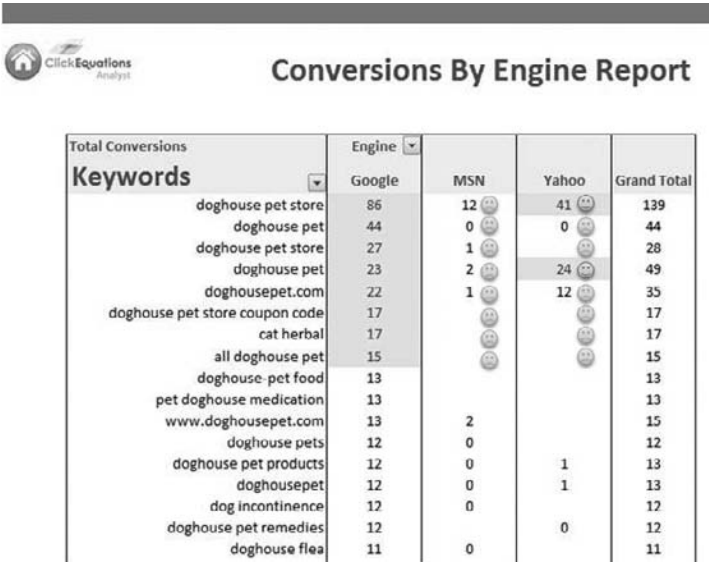 ClickEquations
Analyst
Conversions By Engine Report
Total Conversions Engine
Keywords Google MSN Yahoo Grand Total
doghouse pet store 86 12 41 139
doghouse pet 44 0 0 44
doghouse pet store 27 1 28
doghouse pet 23 2 24 49
doghousepet.com 22 1 12 35
doghouse pet store coupon code 17 17
cat herbal 17 17
all doghouse pet 15 15
doghouse-pet food 13 13
pet doghouse medication 13 13
www.doghousepet.com 13 2 15
doghouse pets 12 0 12
doghouse pet products 12 0 1 13
doghousepet 12 0 1 13
dog incontinence 12 0 12
doghouse pet remedies 12 0 12
doghouse flea 11 0 11